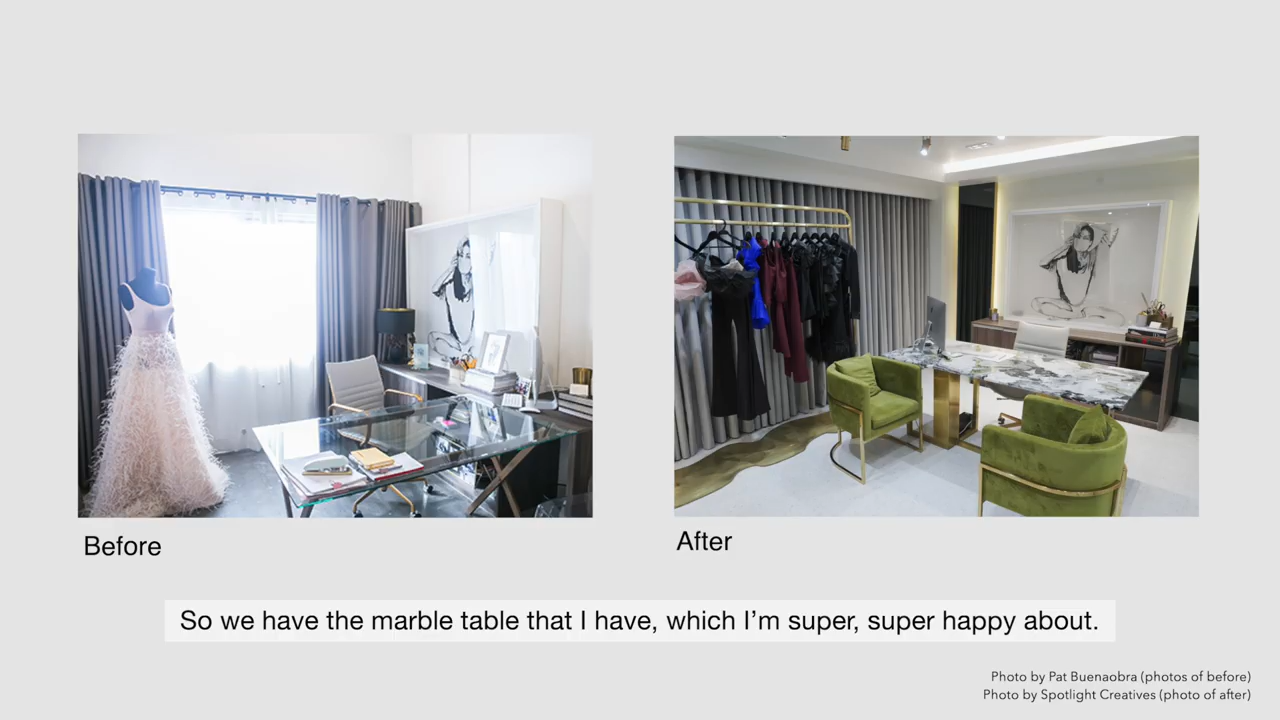 Before
After
So we have the marble table that I have, which I’m super, super happy about.
Photo by Pat Buenaobra (photos of before)
Photo by Spotlight Creatives (photo of after)